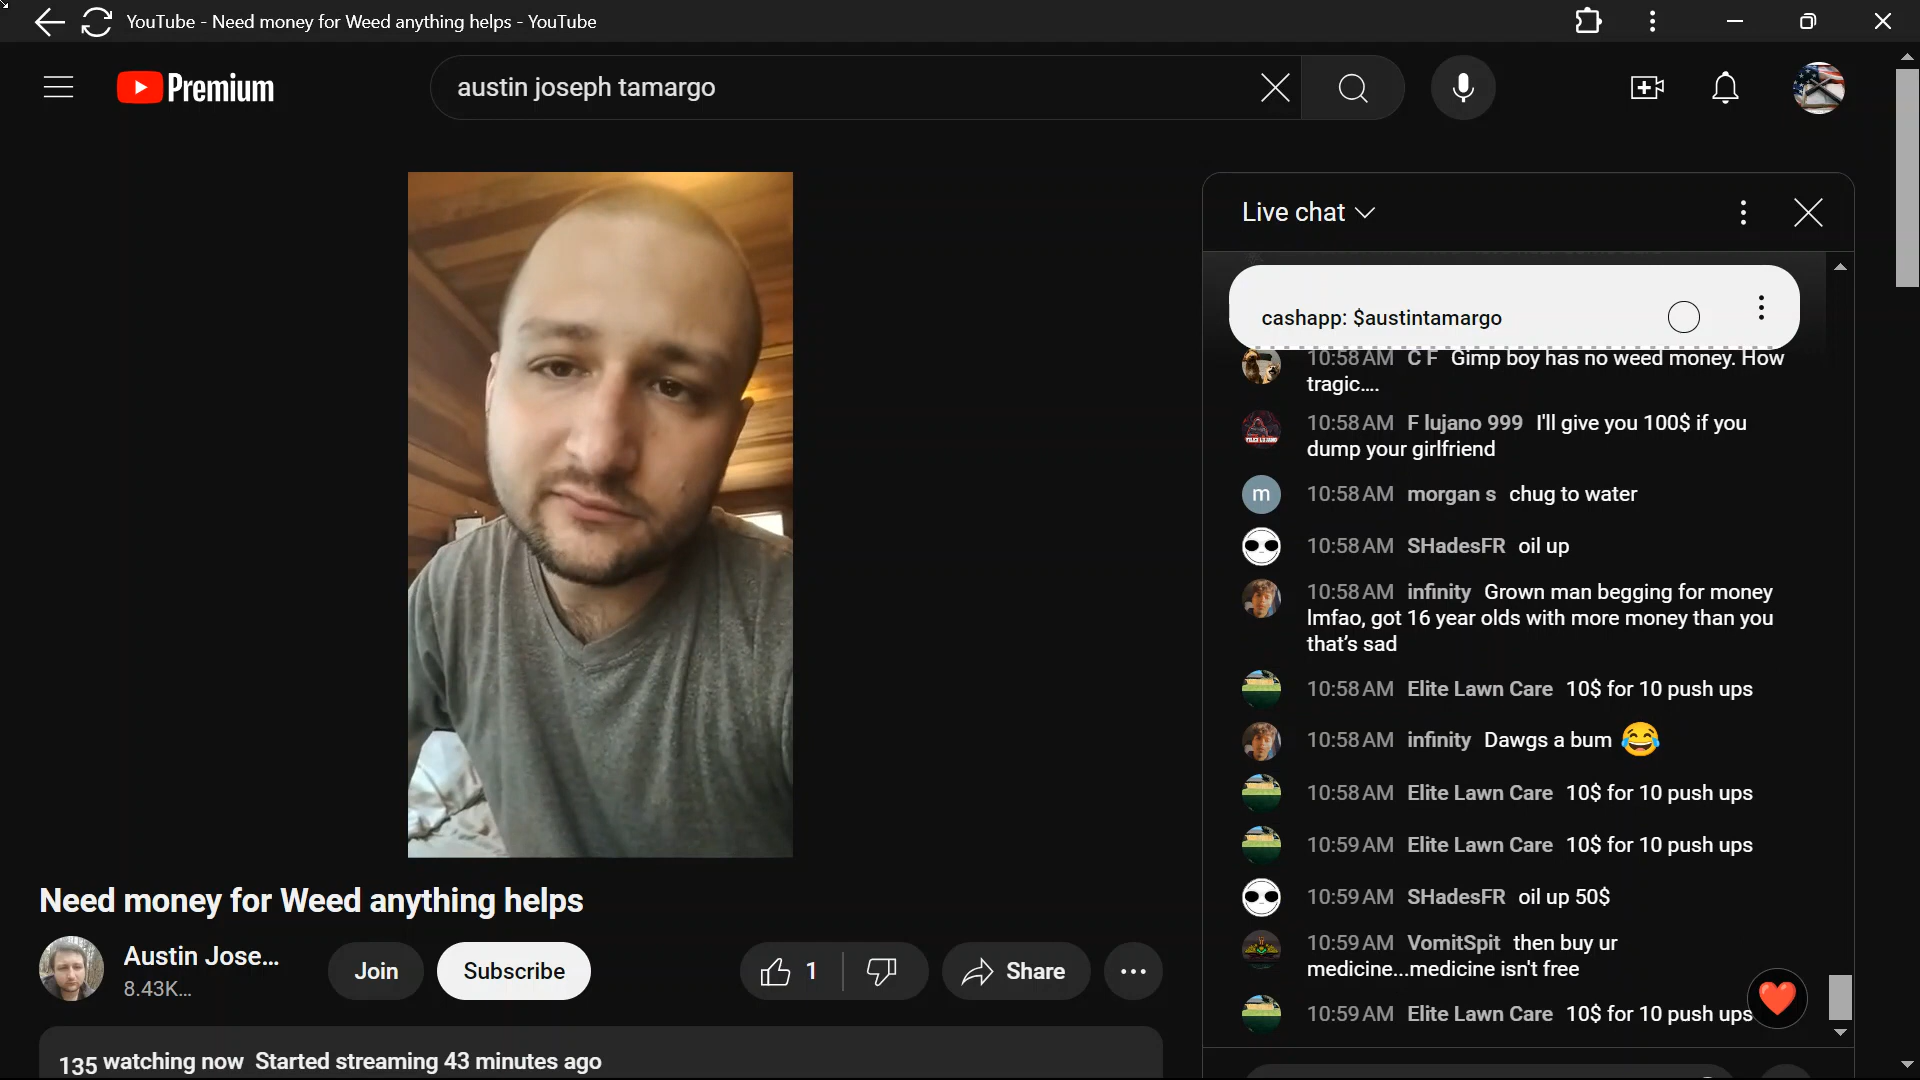 YouTube - Need money for Weed anything helps - YouTube
Premium
austin joseph tamargo
Live chat
cashapp: $austintamargo
10:58 AM C F Gimp boy has no weed money. How
tragic....
10:58 AM F lujano 999 I'll give you 100$ if you
dump your girlfriend
m 10:58 AM morgan s chug to water
10:58 AM SHadesFR oil up
10:58 AM infinity Grown man begging for money
lmfao, got 16 year olds with more money than you
that's sad
10:58 AM Elite Lawn Care 10$ for 10 push ups
10:58 AM infinity Dawgs a bum 😂
10:58 AM Elite Lawn Care 10$ for 10 push ups
10:59 AM Elite Lawn Care 10$ for 10 push ups
10:59 AM SHadesFR oil up 50$
10:59 AM VomitSpit then buy ur
medicine...medicine isn't free
10:59 AM Elite Lawn Care 10$ for 10 push ups
Need money for Weed anything helps
Austin Jose...
8.43K...
Join
Subscribe
1
Share
135 watching now Started streaming 43 minutes ago